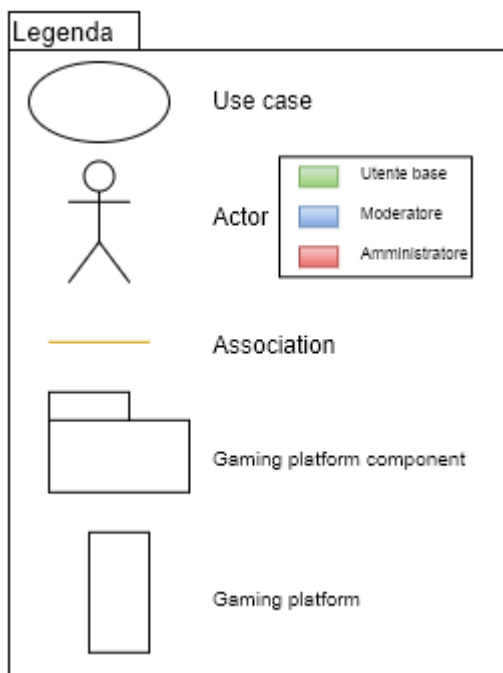 Legenda
Use case
Actor
Utente base
Moderatore
Amministratore
Association
Gaming platform component
Gaming platform